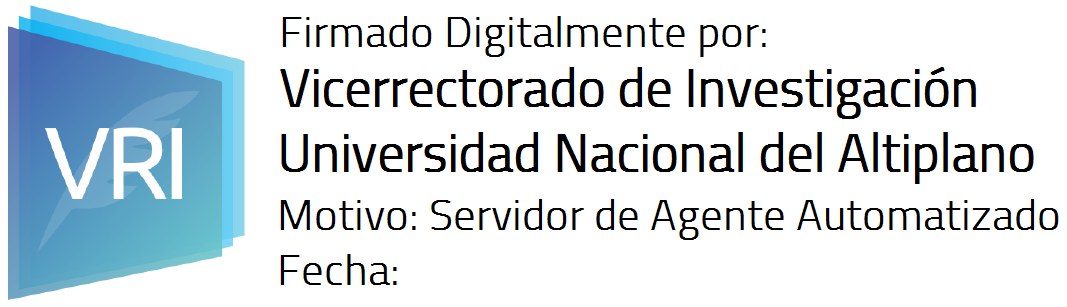 VRI
Firmado Digitalmente por:
Vicerrectorado de Investigación
Universidad Nacional del Altiplano
Motivo: Servidor de Agente Automatizado
Fecha: